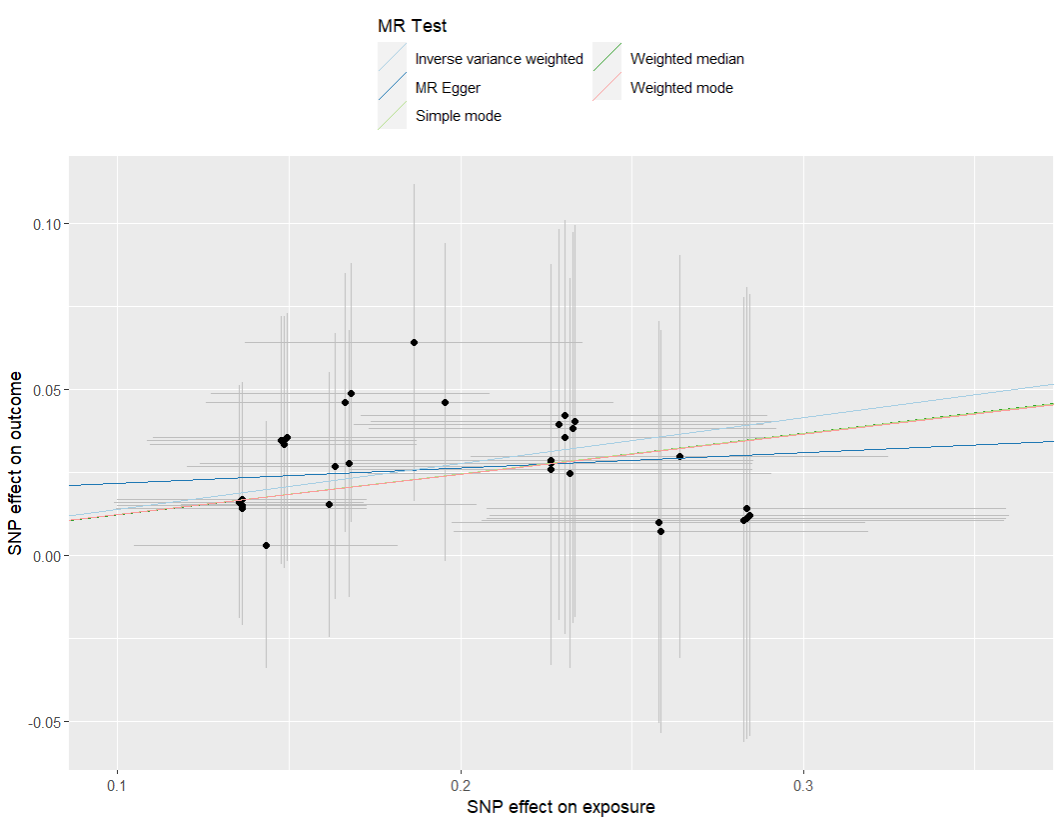 MR Test
Inverse variance weighted
Weighted median
MR Egger
Weighted mode
Simple mode
SNP effect on outcome
0.10
0.05
0.00
-0.05
0.1
0.2
0.3
SNP effect on exposure